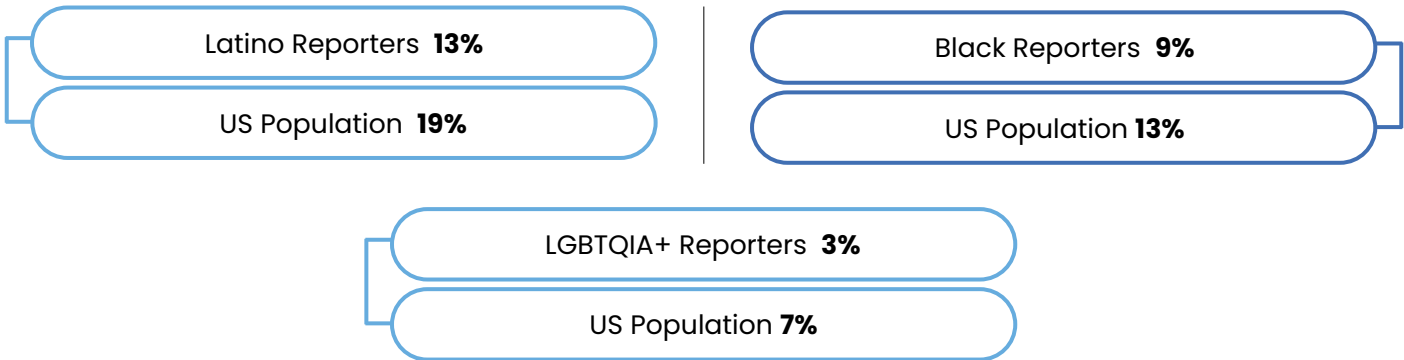 Latino Reporters 13%
US Population 19%
Black Reporters 9%
US Population 13%
LGBTQIA+ Reporters 3%
US Population 7%